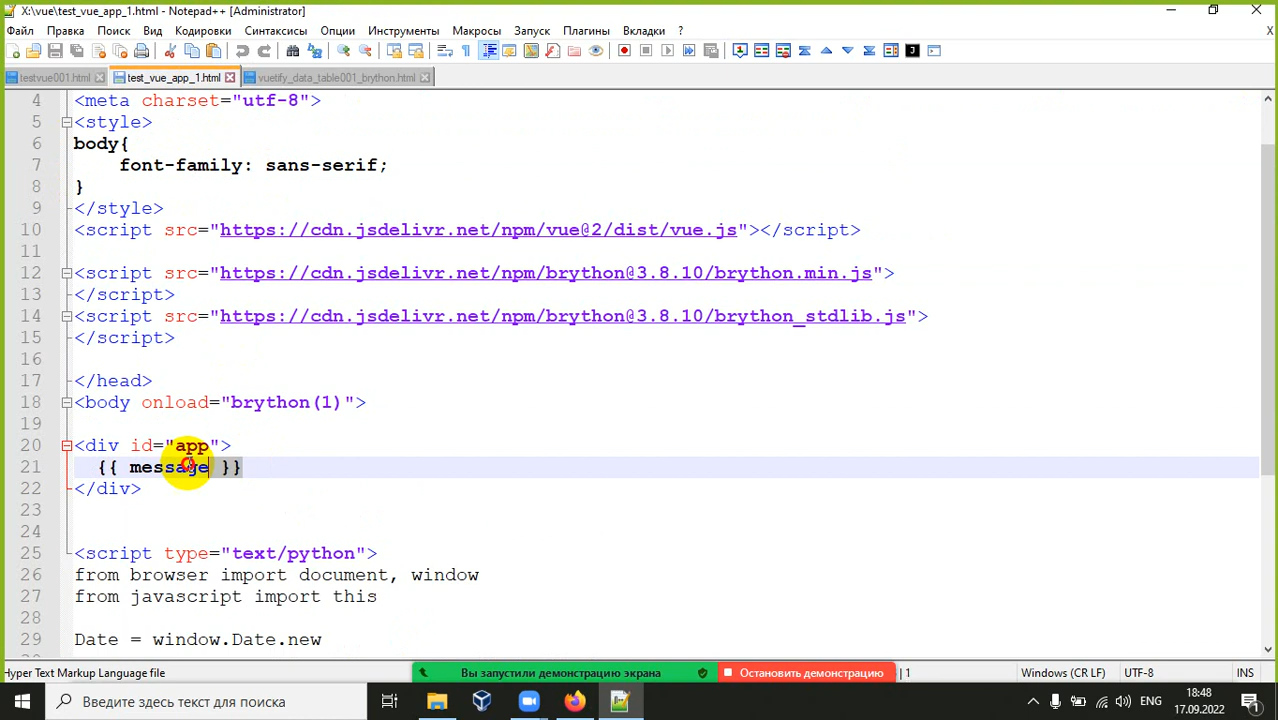 X:\vue\test_vue_app_1.html - Notepad++ [Administrator]
Файл Правка Поиск Вид Кодировки Синтаксисы Опции Инструменты Макросы Запуск Плагины Вкладки ? X
testvue001.html test_vue_app_1.html vuetify_data_table001_brython.html
4 <meta charset="utf-8">
5 <style>
6 body{
7 font-family: sans-serif;
8 }
9 </style>
10 <script src="https://cdn.jsdelivr.net/npm/vue@2/dist/vue.js"></script>
11
12 <script src="https://cdn.jsdelivr.net/npm/brython@3.8.10/brython.min.js">
13 </script>
14 <script src="https://cdn.jsdelivr.net/npm/brython@3.8.10/brython_stdlib.js">
15 </script>
16
17 </head>
18 <body onload="brython(1)">
19
20 <div id="app">
21 {{ message }}
22 </div>
23
24
25 <script type="text/python">
26 from browser import document, window
27 from javascript import this
28
29 Date = window.Date.new
Hyper Text Markup Language file Вы запустили демонстрацию экрана Остановить демонстрацию | 1 Windows (CR LF) UTF-8 INS
Введите здесь текст для поиска ENG 18:48
17.09.2022